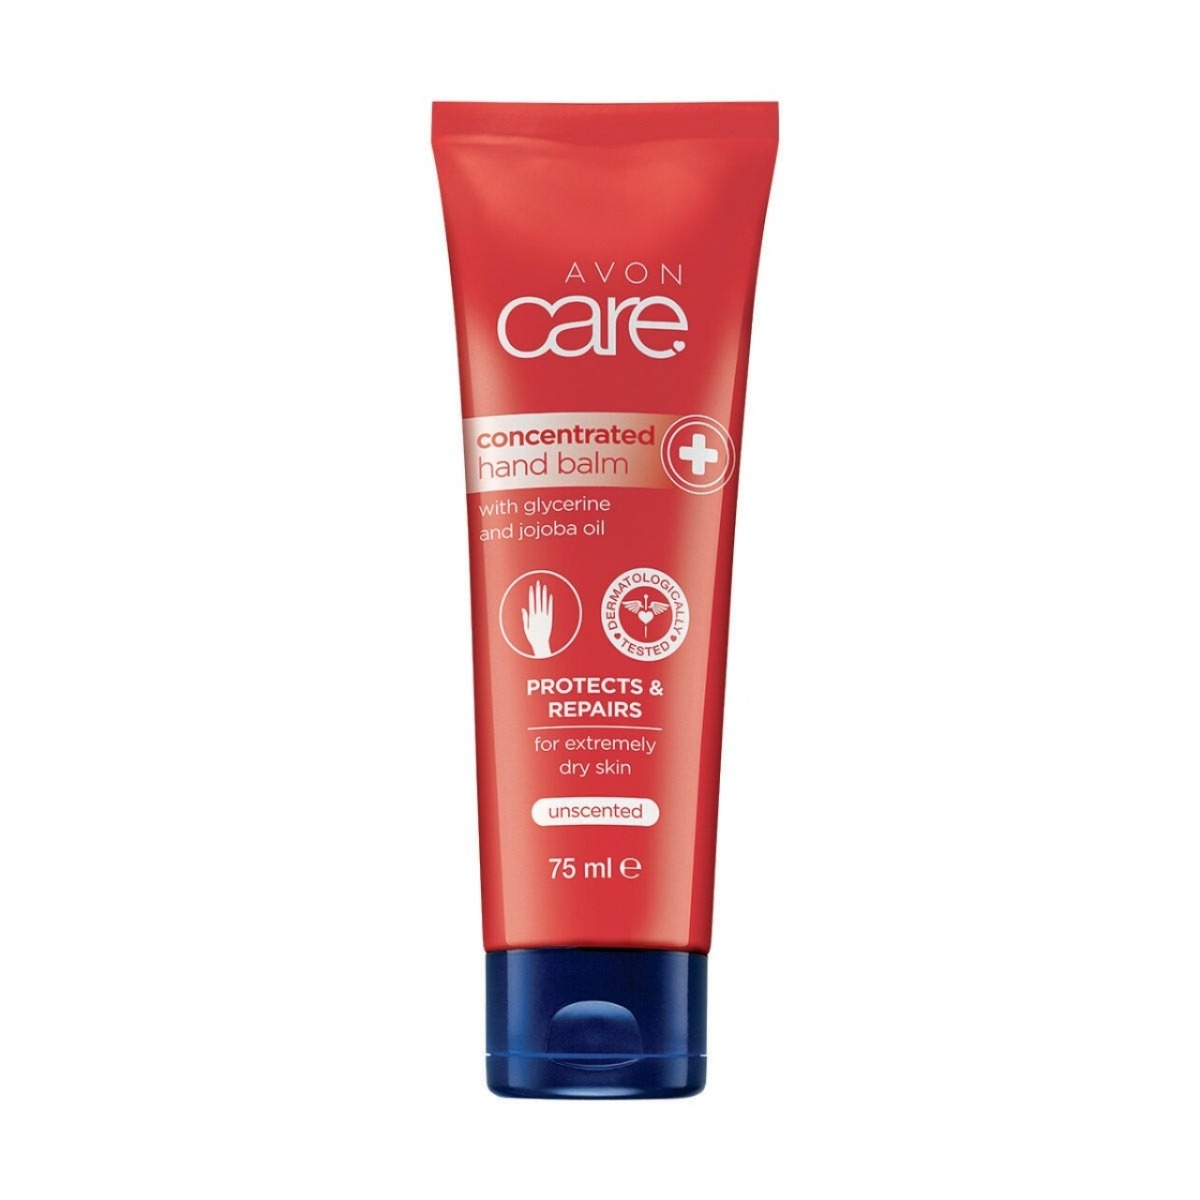 AVON
care
concentrated
hand balm
with glycerine
and jojoba oil
DERMATOLOGICALLY
TESTED
PROTECTS &
REPAIRS
for extremely
dry skin
unscented
75 ml ℮